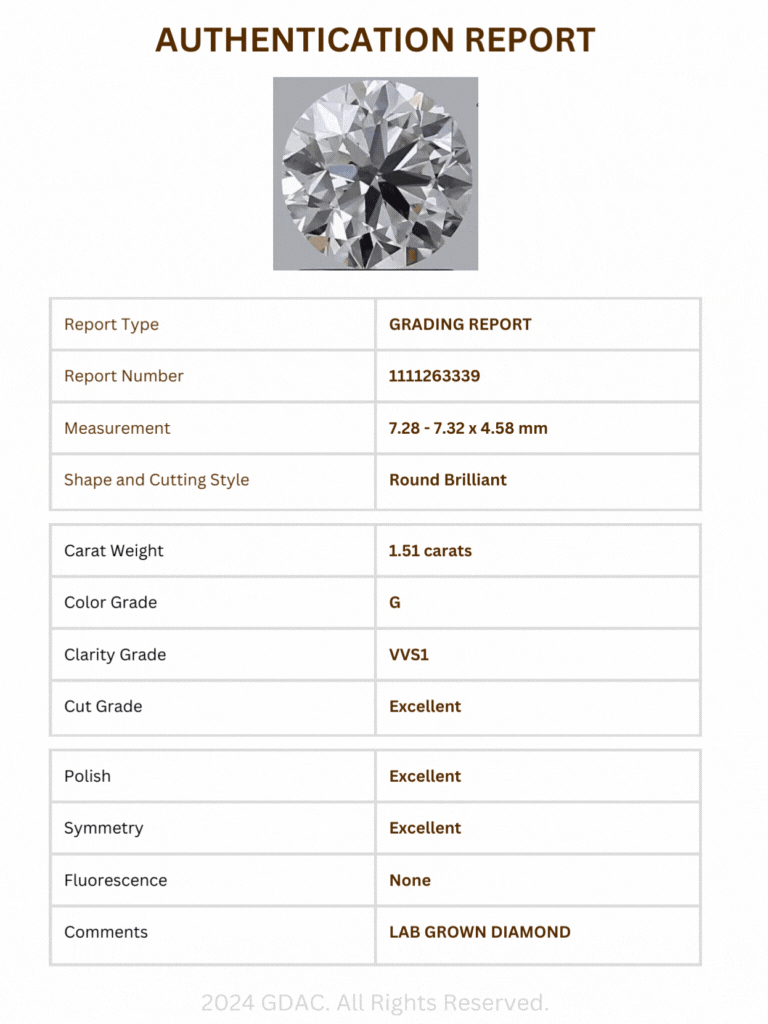 AUTHENTICATION REPORT
Report Type GRADING REPORT
Report Number 1111263339
Measurement 7.28 - 7.32 x 4.58 mm
Shape and Cutting Style Round Brilliant
Carat Weight 1.51 carats
Color Grade G
Clarity Grade VVS1
Cut Grade Excellent
Polish Excellent
Symmetry Excellent
Fluorescence None
Comments LAB GROWN DIAMOND
2024 GDAC. All Rights Reserved.